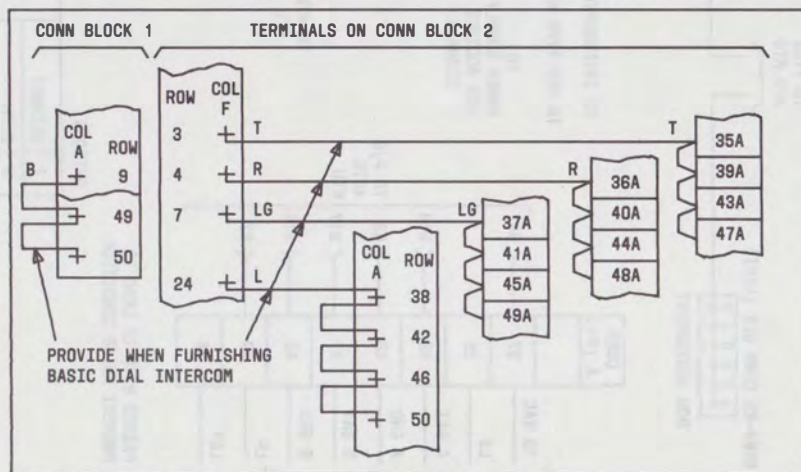 CONN BLOCK 1
TERMINALS ON CONN BLOCK 2
COL A
ROW
B
9
49
50
ROW
COL F
3
4
7
24
T
R
LG
L
T
35A
39A
43A
47A
R
36A
40A
44A
48A
LG
37A
41A
45A
49A
COL A
ROW
38
42
46
50
PROVIDE WHEN FURNISHING
BASIC DIAL INTERCOM